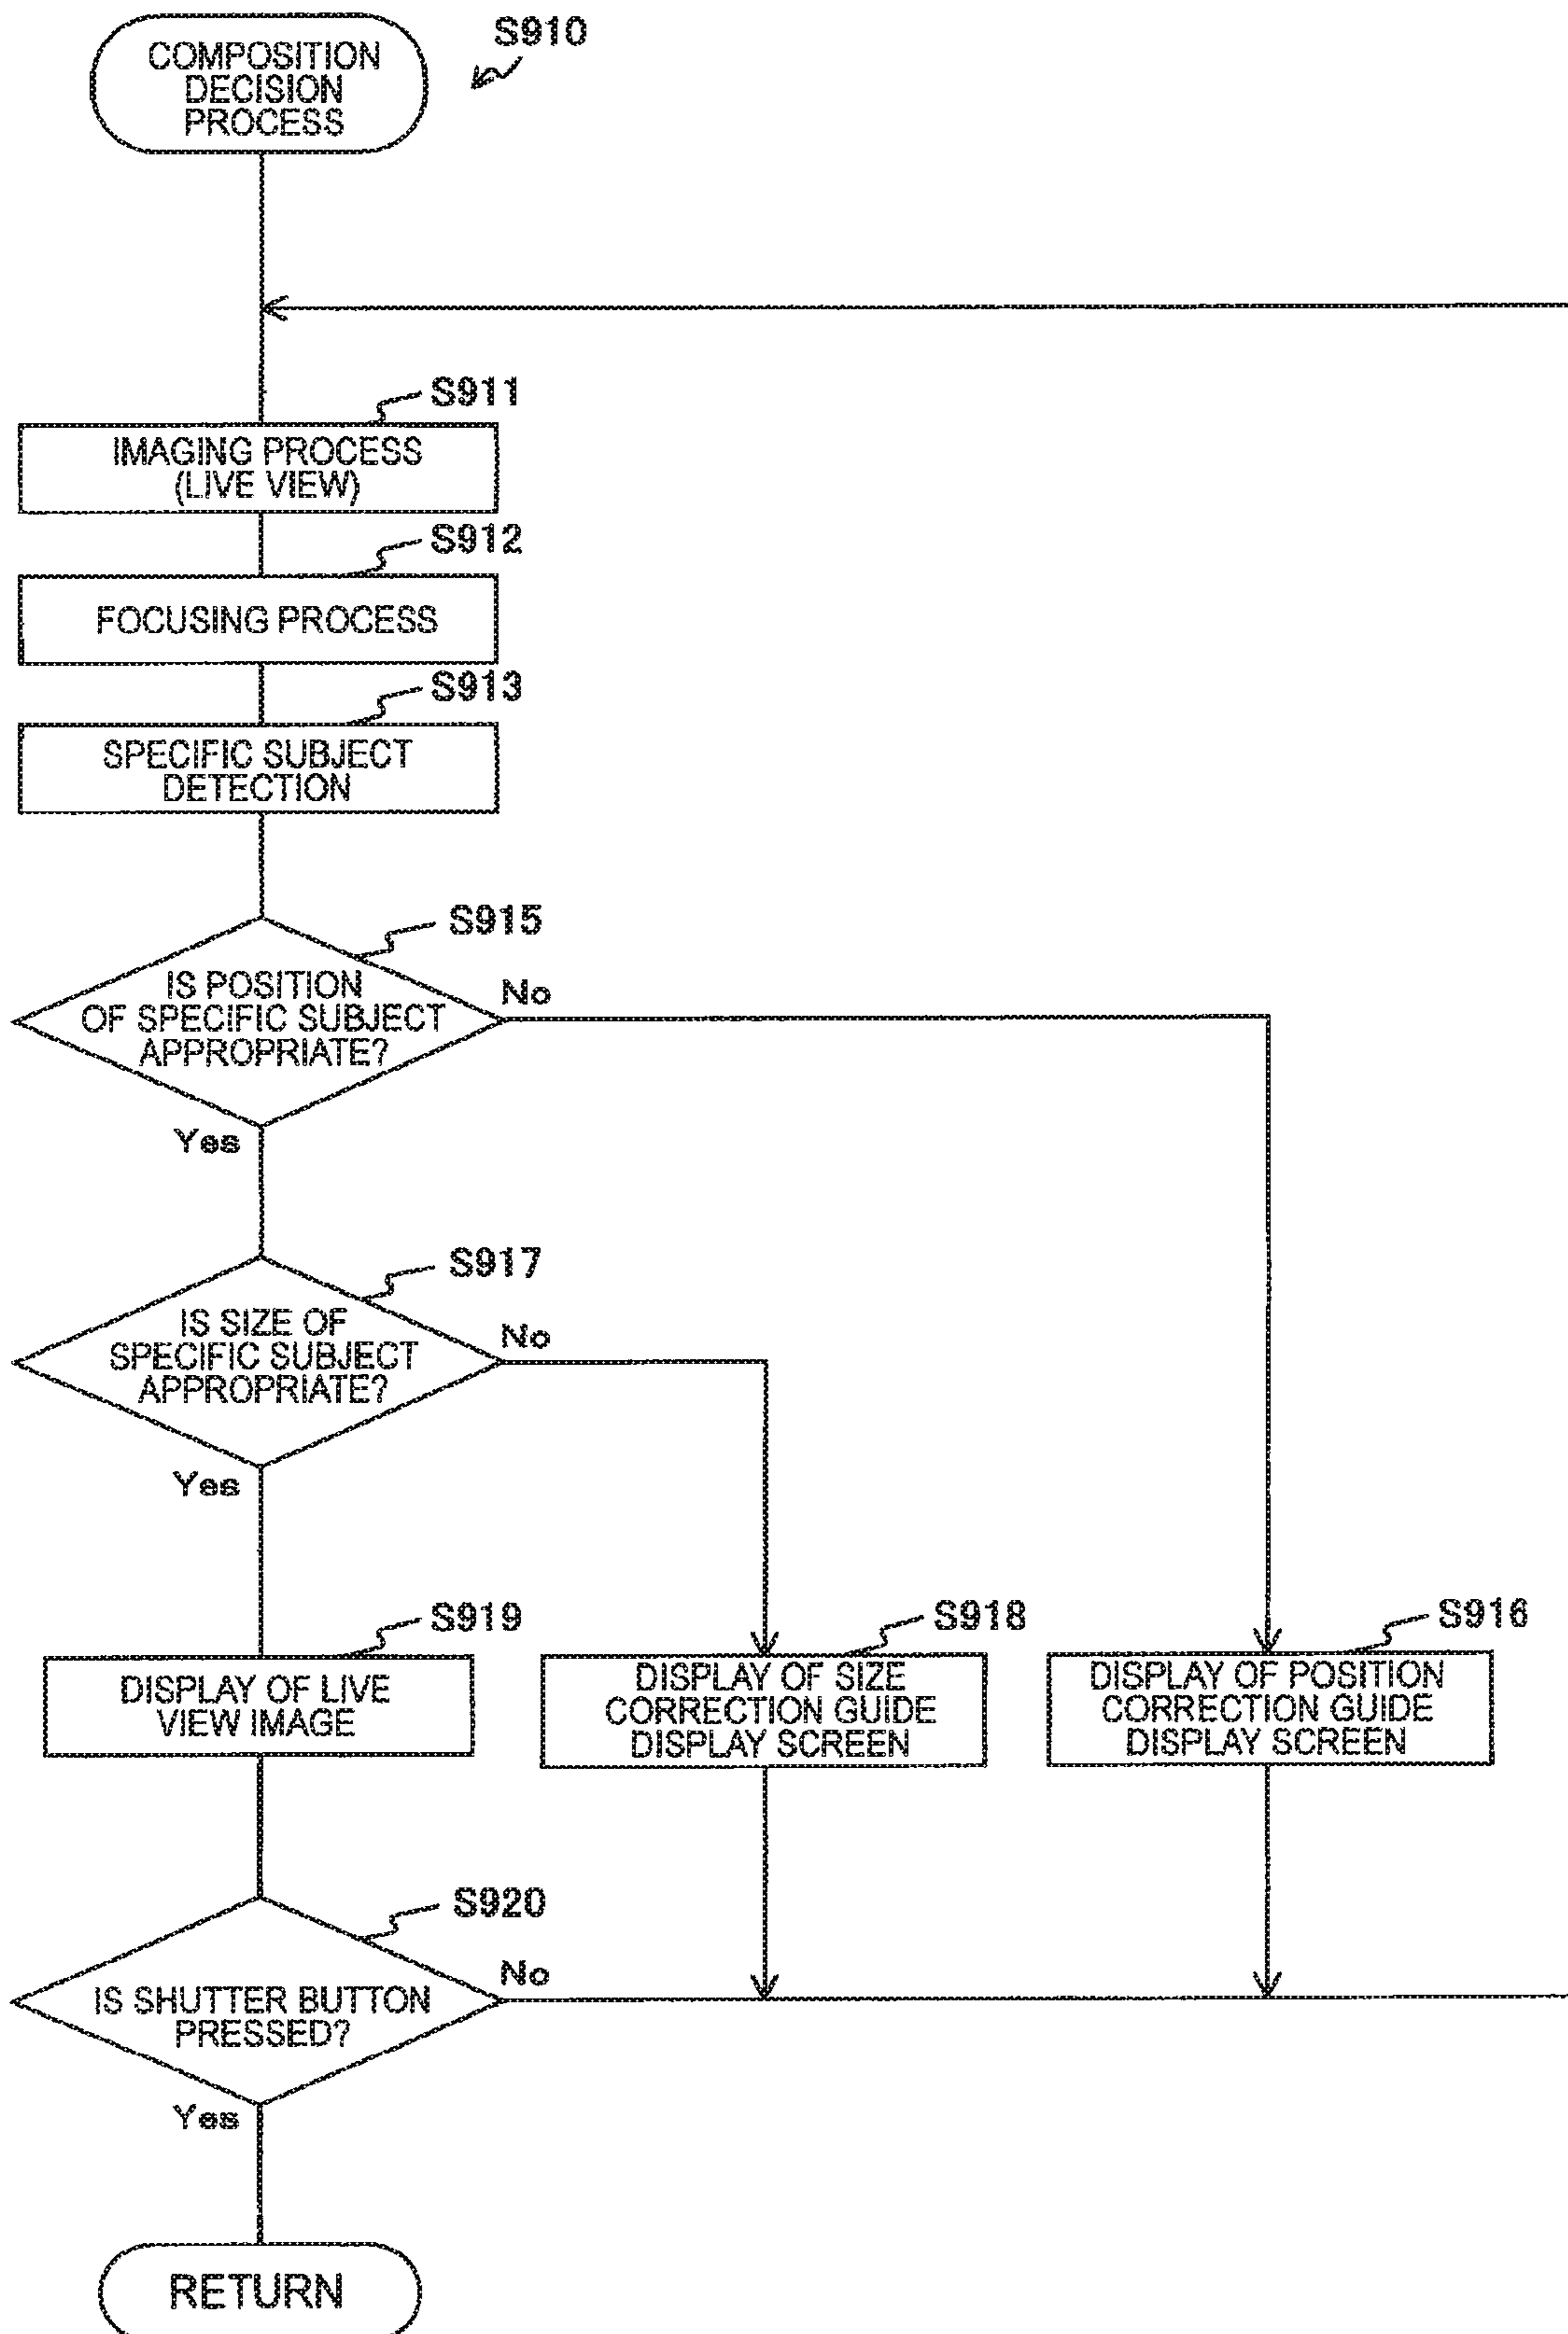 COMPOSITION
DECISION
PROCESS
S910
S911
IMAGING PROCESS
(LIVE VIEW)
S912
FOCUSING PROCESS
S913
SPECIFIC SUBJECT
DETECTION
S915
IS POSITION
OF SPECIFIC SUBJECT
APPROPRIATE?
No
Yes
S917
IS SIZE OF
SPECIFIC SUBJECT
APPROPRIATE?
No
Yes
S919
DISPLAY OF LIVE
VIEW IMAGE
S918
DISPLAY OF SIZE
CORRECTION GUIDE
DISPLAY SCREEN
S916
DISPLAY OF POSITION
CORRECTION GUIDE
DISPLAY SCREEN
S920
IS SHUTTER BUTTON
PRESSED?
No
Yes
RETURN